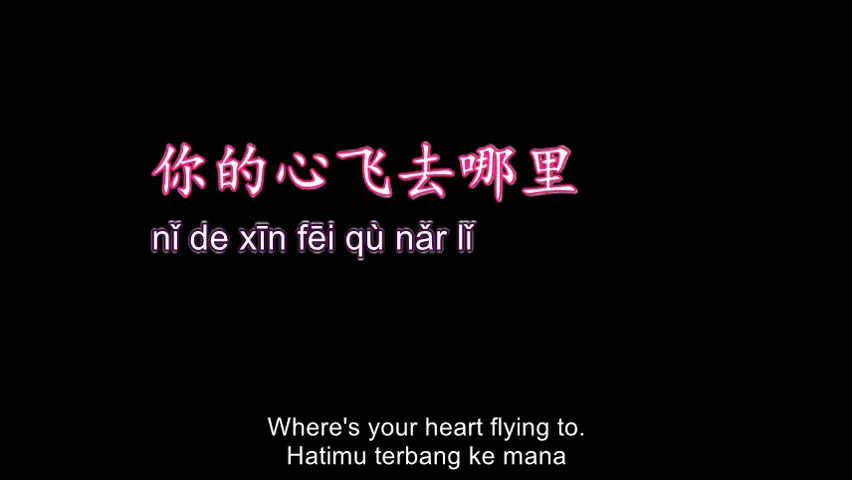 你的心飞去哪里
nǐ de xīn fēi qù nǎr lǐ
Where's your heart flying to.
Hatimu terbang ke mana